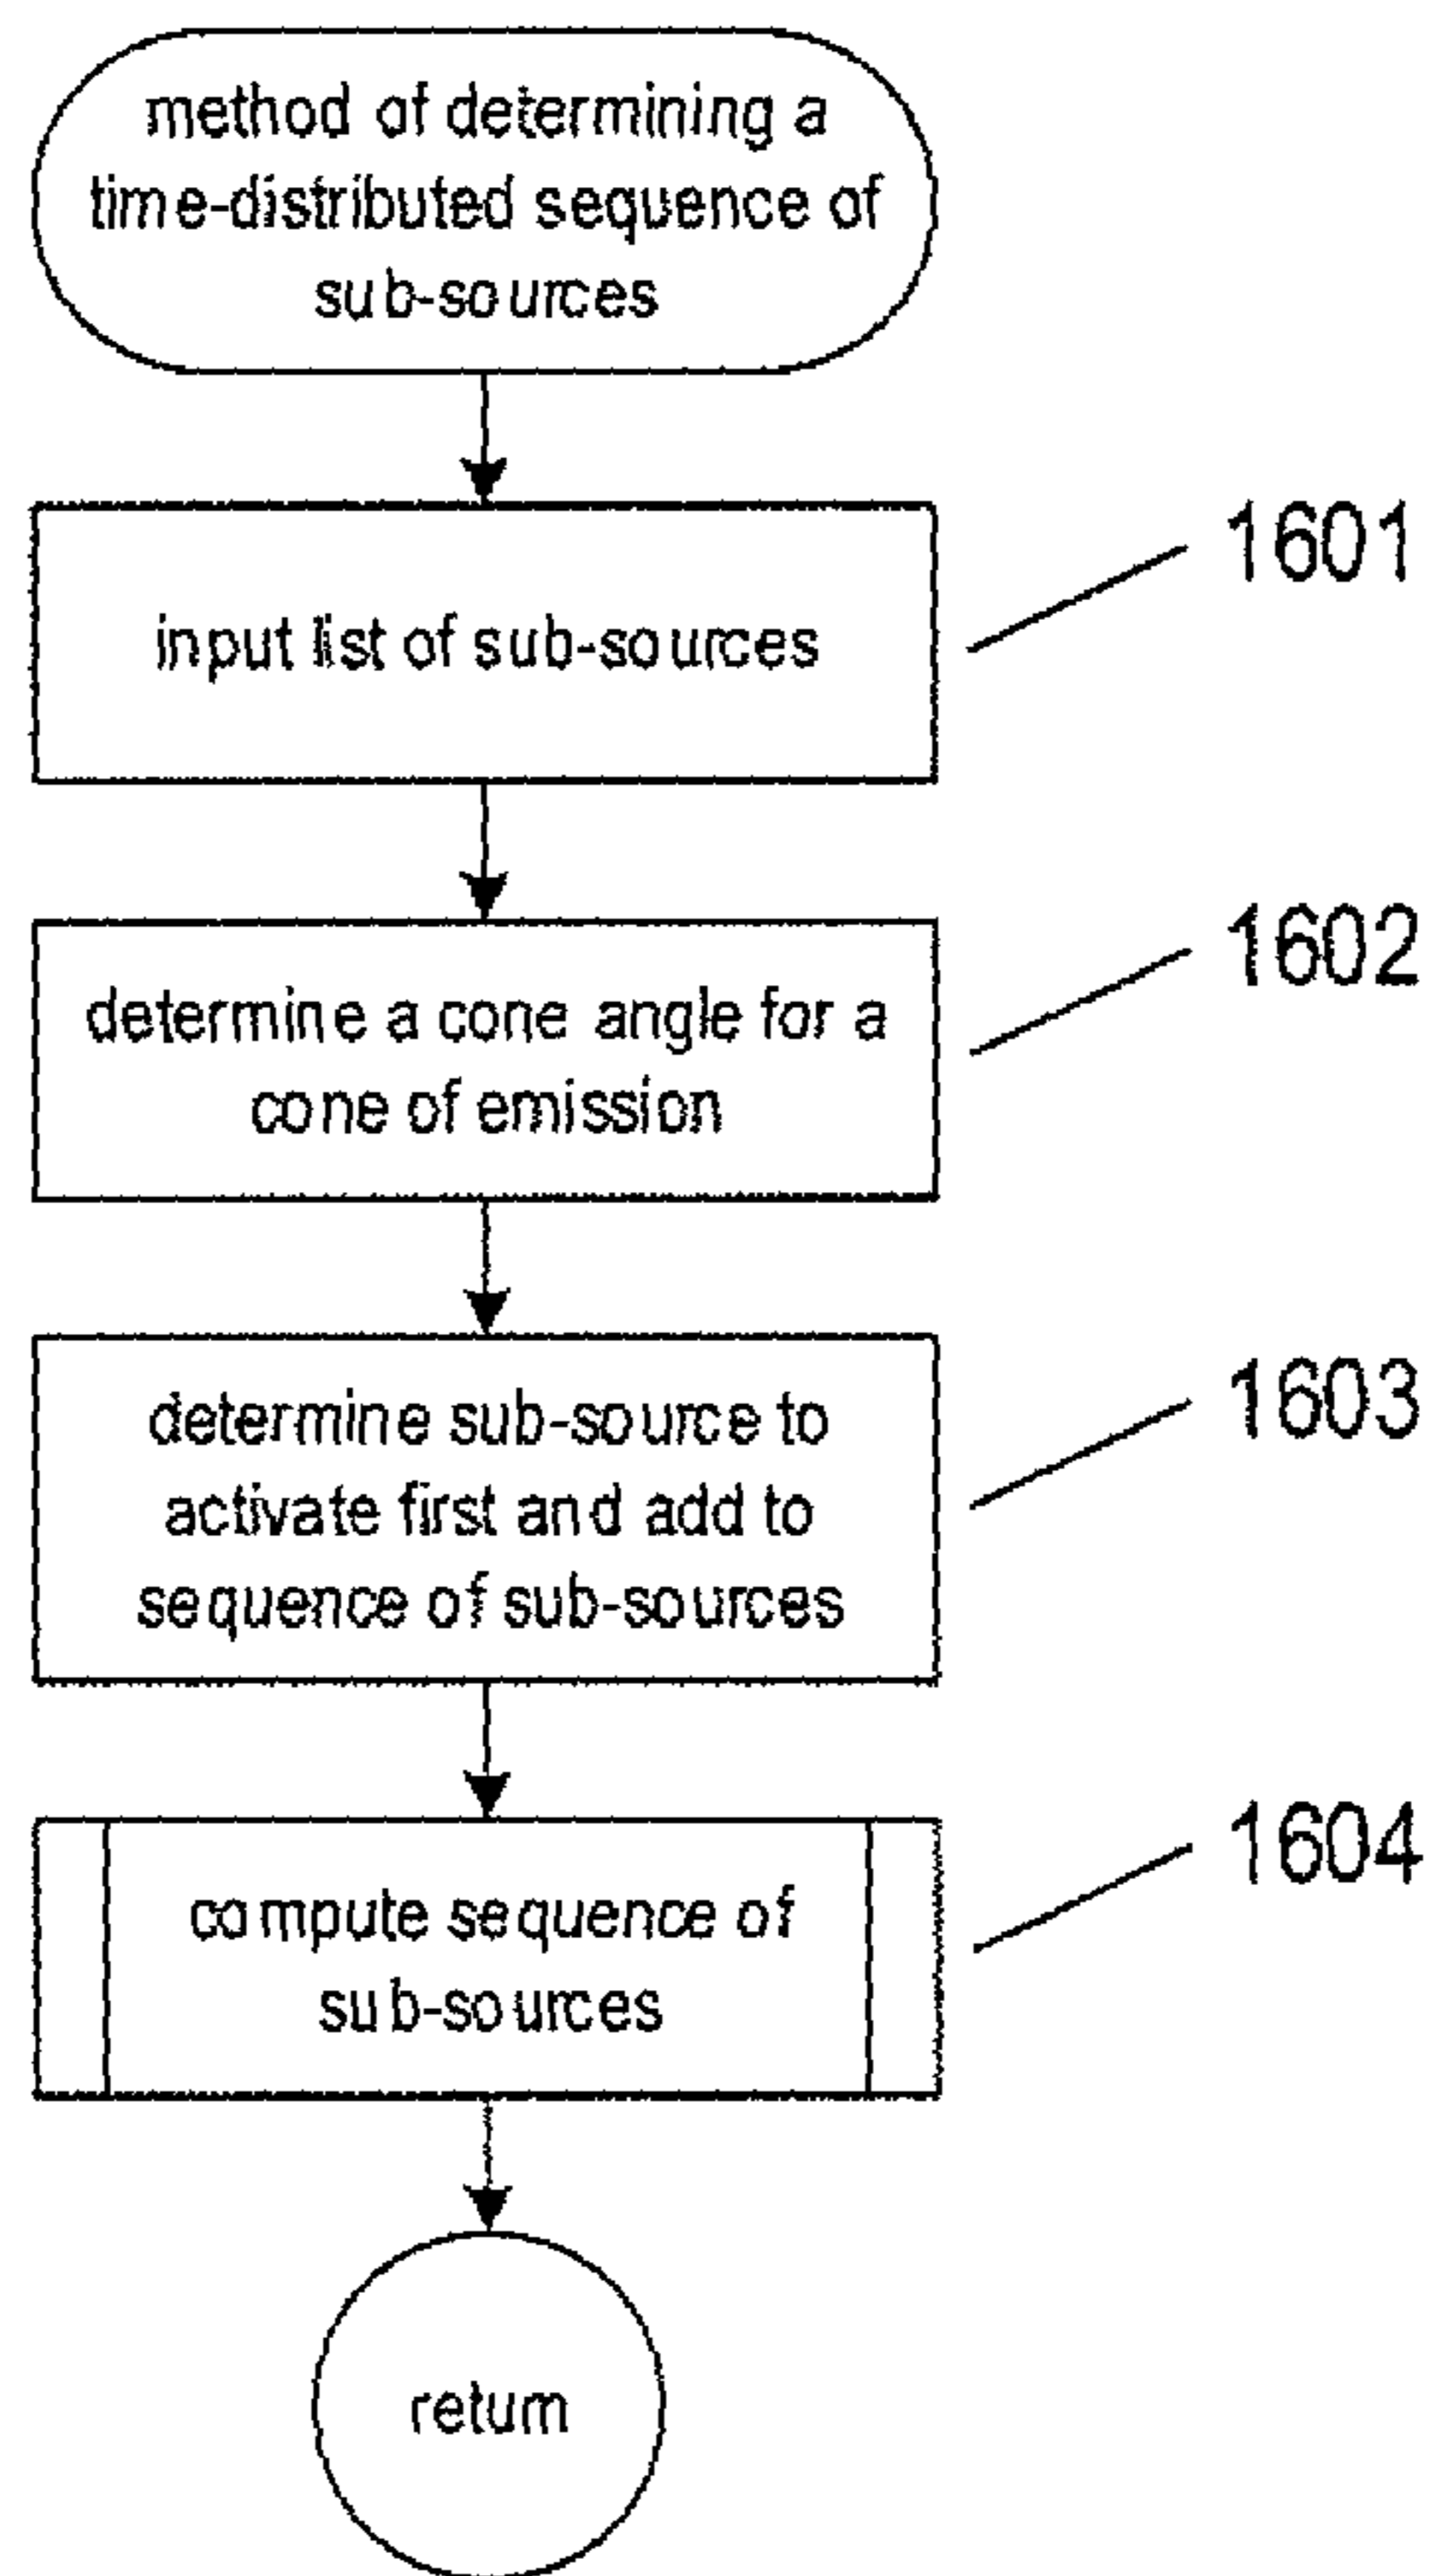 method of determining a
time-distributed sequence of
sub-sources
1601
input list of sub-sources
1602
determine a cone angle for a
cone of emission
1603
determine sub-source to
activate first and add to
sequence of sub-sources
1604
compute sequence of
sub-sources
return